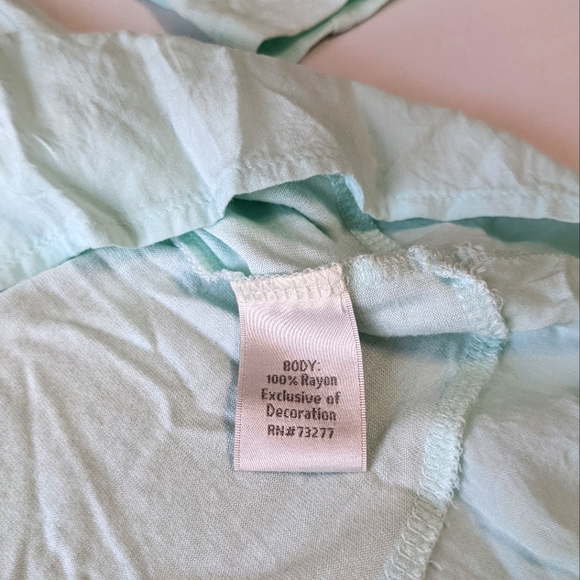 BODY:
100% Rayon
Exclusive of
Decoration
RN#73277